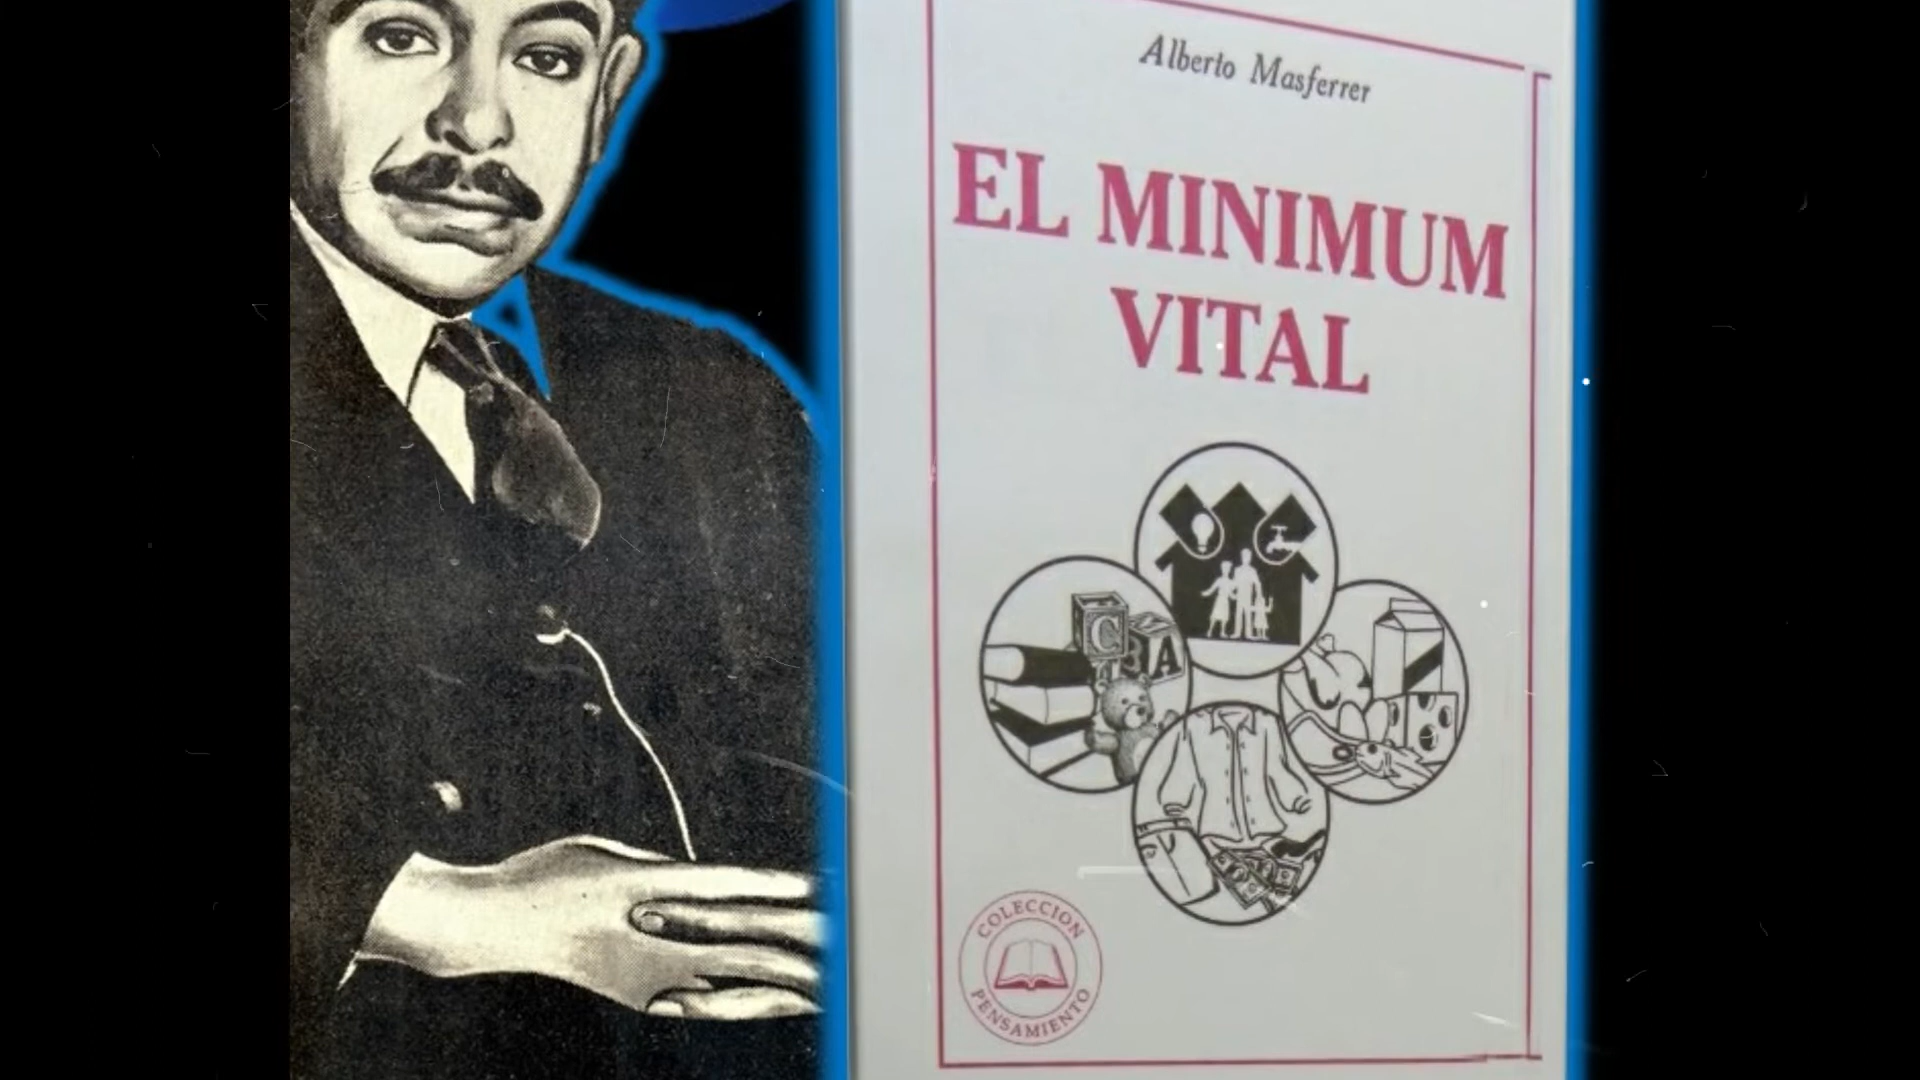 Alberto Masferrer
EL MINIMUM
VITAL
C
A
COLECCION
PENSAMIENTO